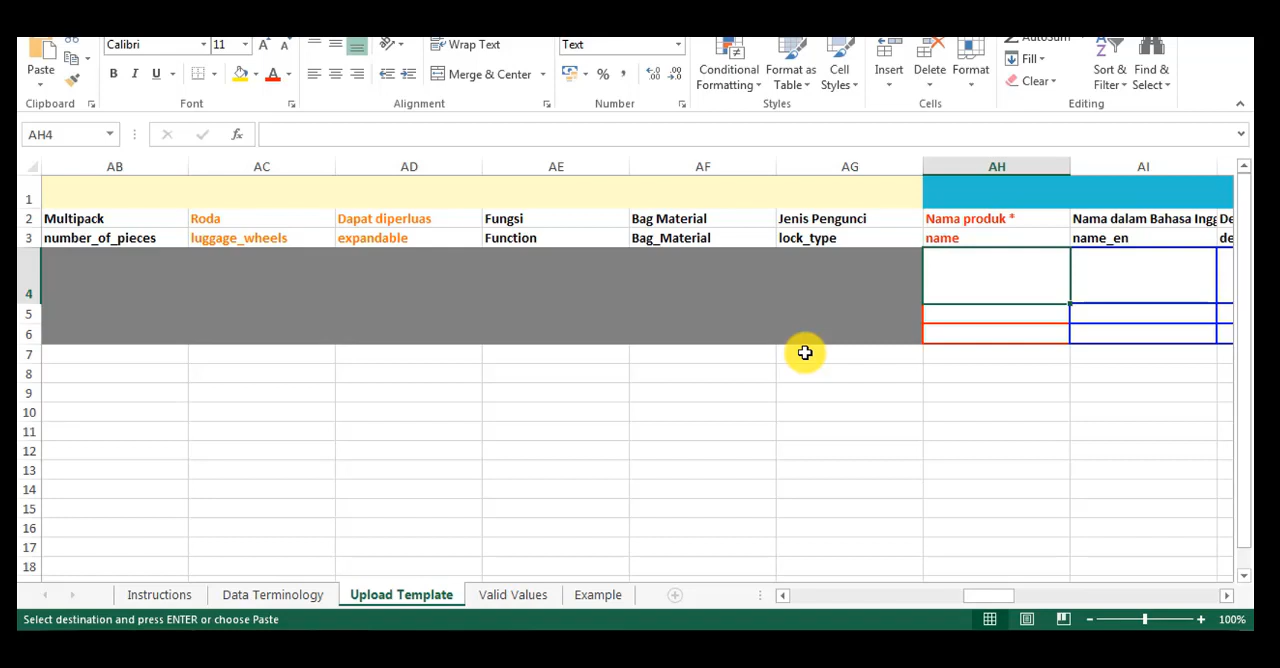 Calibri 11 A A Wrap Text Text AutoSum
Paste B I U A Merge & Center % , .00 Conditional Formatting Format as Table Cell Styles Insert Delete Format Fill Clear Sort & Filter Find & Select
Clipboard Font Alignment Number Styles Cells Editing
AH4 fx
AB AC AD AE AF AG AH AI
1
2 Multipack Roda Dapat diperluas Fungsi Bag Material Jenis Pengunci Nama produk * Nama dalam Bahasa Ingg De
3 number_of_pieces luggage_wheels expandable Function Bag_Material lock_type name name_en de
4
5
6
7
8
9
10
11
12
13
14
15
16
17
18
Instructions Data Terminology Upload Template Valid Values Example
Select destination and press ENTER or choose Paste 100%